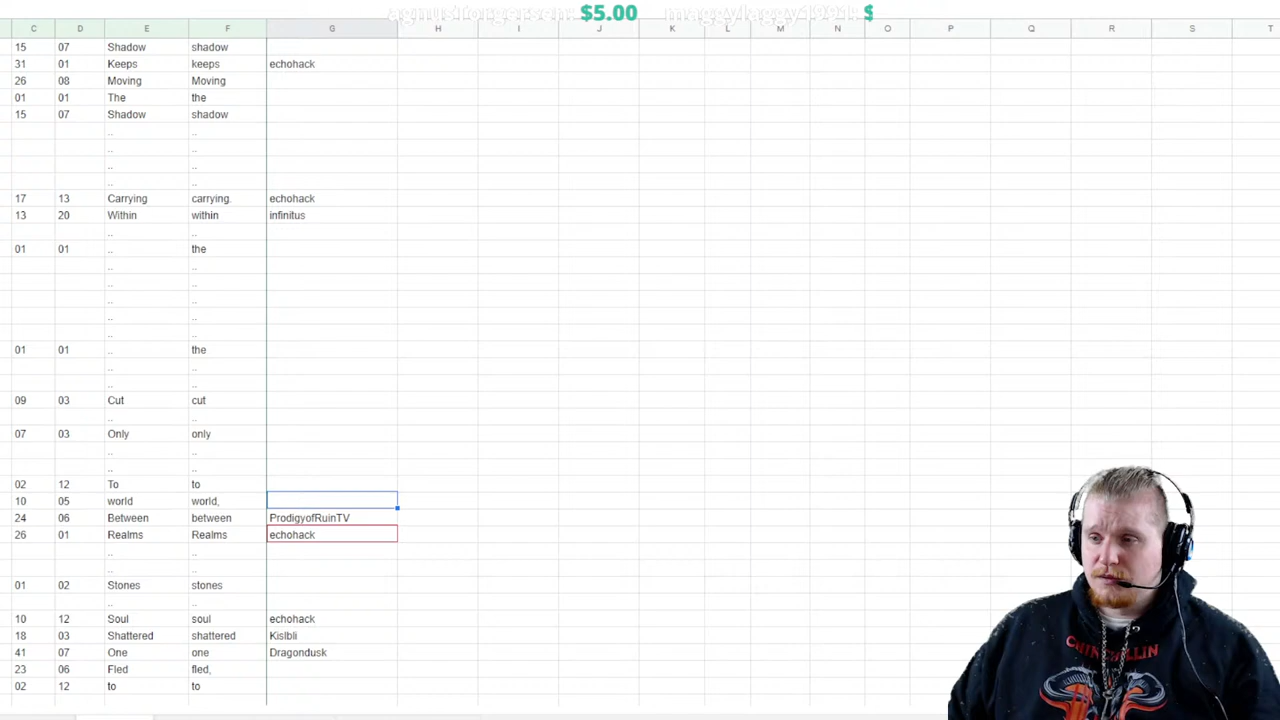 agnustorgersen: $5.00 maggylaggy1991: $
C D E F G H I J K L M N O P Q R S T
15 07 Shadow shadow
31 01 Keeps keeps echohack
26 08 Moving Moving
01 01 The the
15 07 Shadow shadow
.. ..
.. ..
.. ..
.. ..
17 13 Carrying carrying. echohack
13 20 Within within infinitus
.. ..
01 01 .. the
.. ..
.. ..
.. ..
.. ..
.. ..
01 01 .. the
.. ..
.. ..
09 03 Cut cut
.. ..
07 03 Only only
.. ..
.. ..
02 12 To to
10 05 world world,
24 06 Between between ProdigyofRuinTV
26 01 Realms Realms echohack
.. ..
.. ..
01 02 Stones stones
.. ..
10 12 Soul soul echohack
18 03 Shattered shattered Kislbli
41 07 One one Dragondusk
23 06 Fled fled,
02 12 to to
CHINCHILLIN